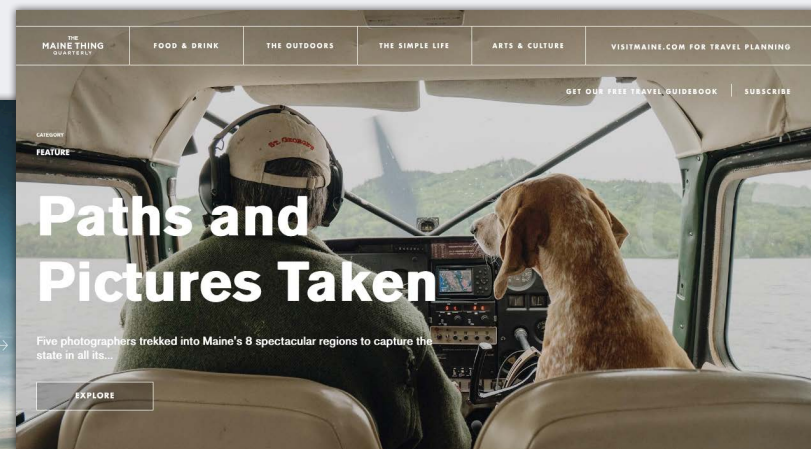 THE
MAINE THING
QUARTERLY
FOOD & DRINK
THE OUTDOORS
THE SIMPLE LIFE
ARTS & CULTURE
VISITMAINE.COM FOR TRAVEL PLANNING
GET OUR FREE TRAVEL GUIDEBOOK
SUBSCRIBE
CATEGORY
FEATURE
Paths and
Pictures Taken
Five photographers trekked into Maine's 8 spectacular regions to capture the
state in all its...
EXPLORE